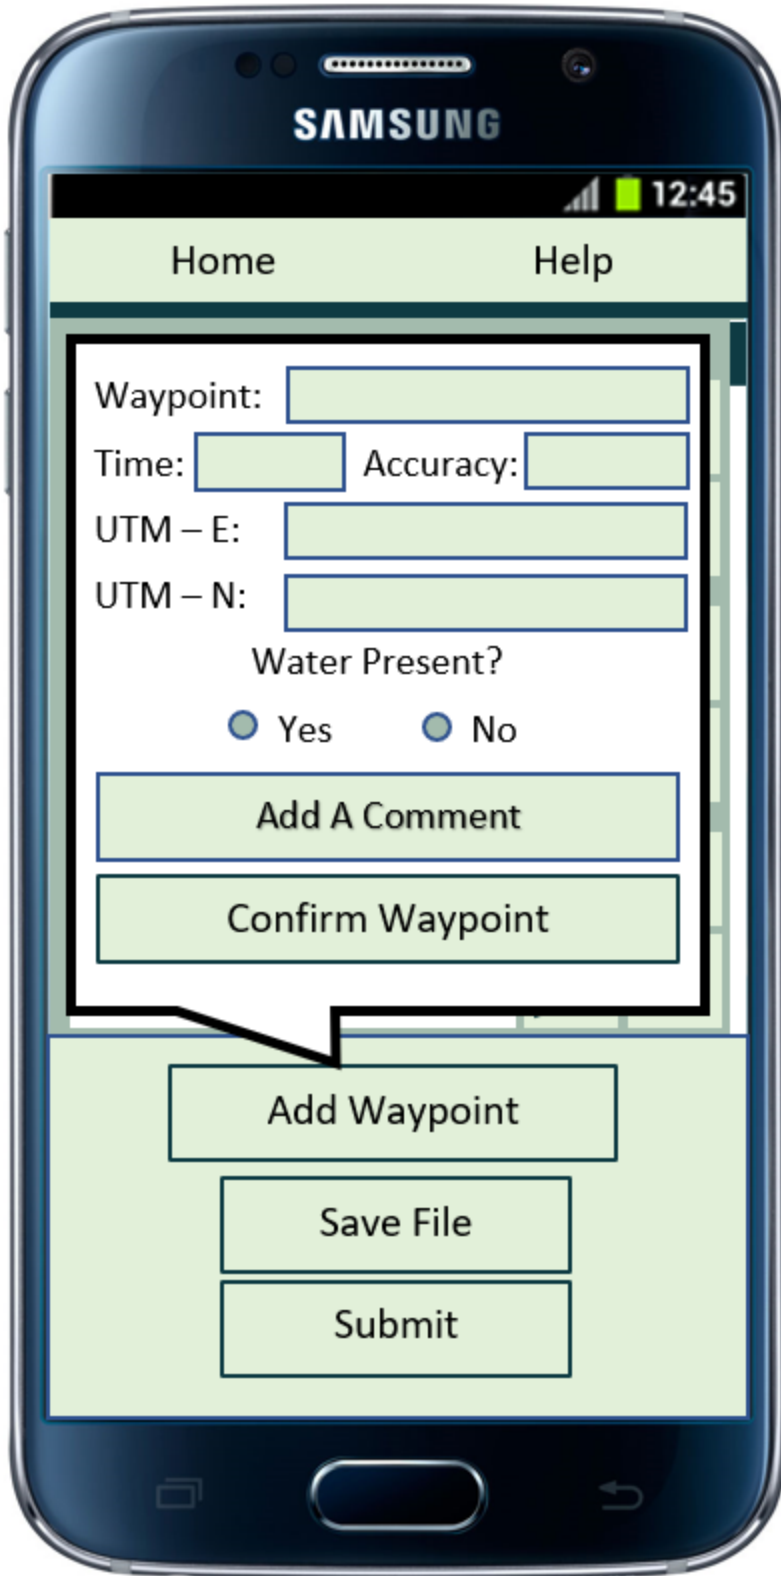 SAMSUNG
12:45
Home Help
Waypoint:
Time: Accuracy:
UTM – E:
UTM – N:
Water Present?
Yes No
Add A Comment
Confirm Waypoint
Add Waypoint
Save File
Submit